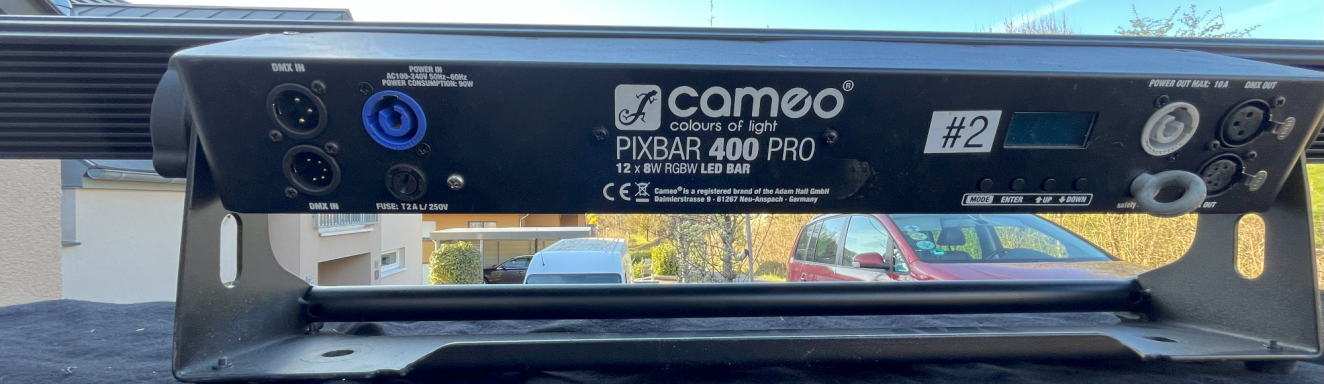 DMX IN
POWER IN
AC100-240V 50Hz~60Hz
POWER CONSUMPTION: 90W
DMX IN
FUSE: T2A L/ 250V
cameo®
colours of light
PIXBAR 400 PRO
12 x 8W RGBW LED BAR
CE Cameo® is a registered brand of the Adam Hall GmbH
Daimlerstrasse 9 - 61267 Neu-Anspach - Germany
#2
MODE ENTER UP DOWN
POWER OUT MAX: 10A
DMX OUT
safety
OUT